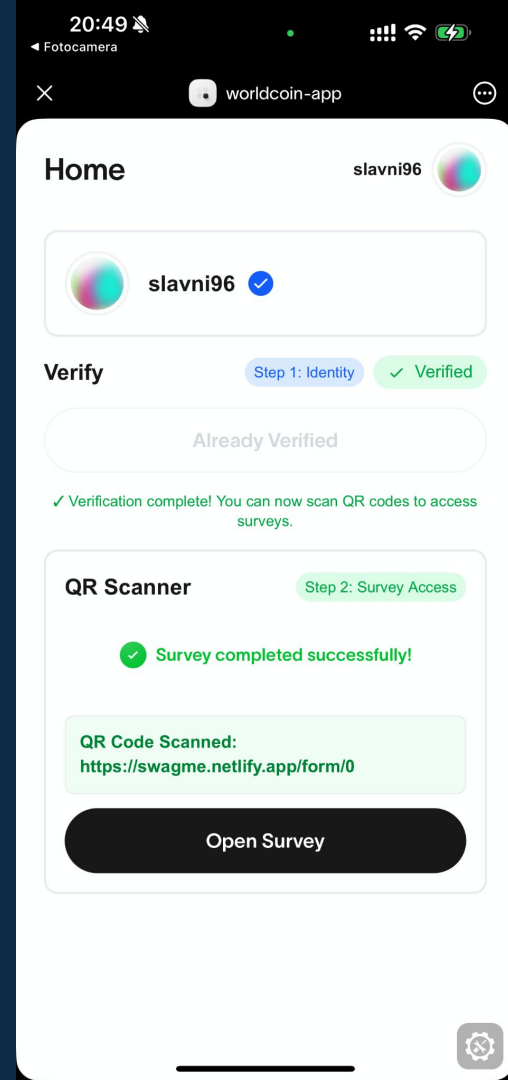 20:49
◀ Fotocamera
worldcoin-app
Home
slavni96
slavni96
Verify
Step 1: Identity
✓ Verified
Already Verified
✓ Verification complete! You can now scan QR codes to access
surveys.
QR Scanner
Step 2: Survey Access
Survey completed successfully!
QR Code Scanned:
https://swagme.netlify.app/form/0
Open Survey